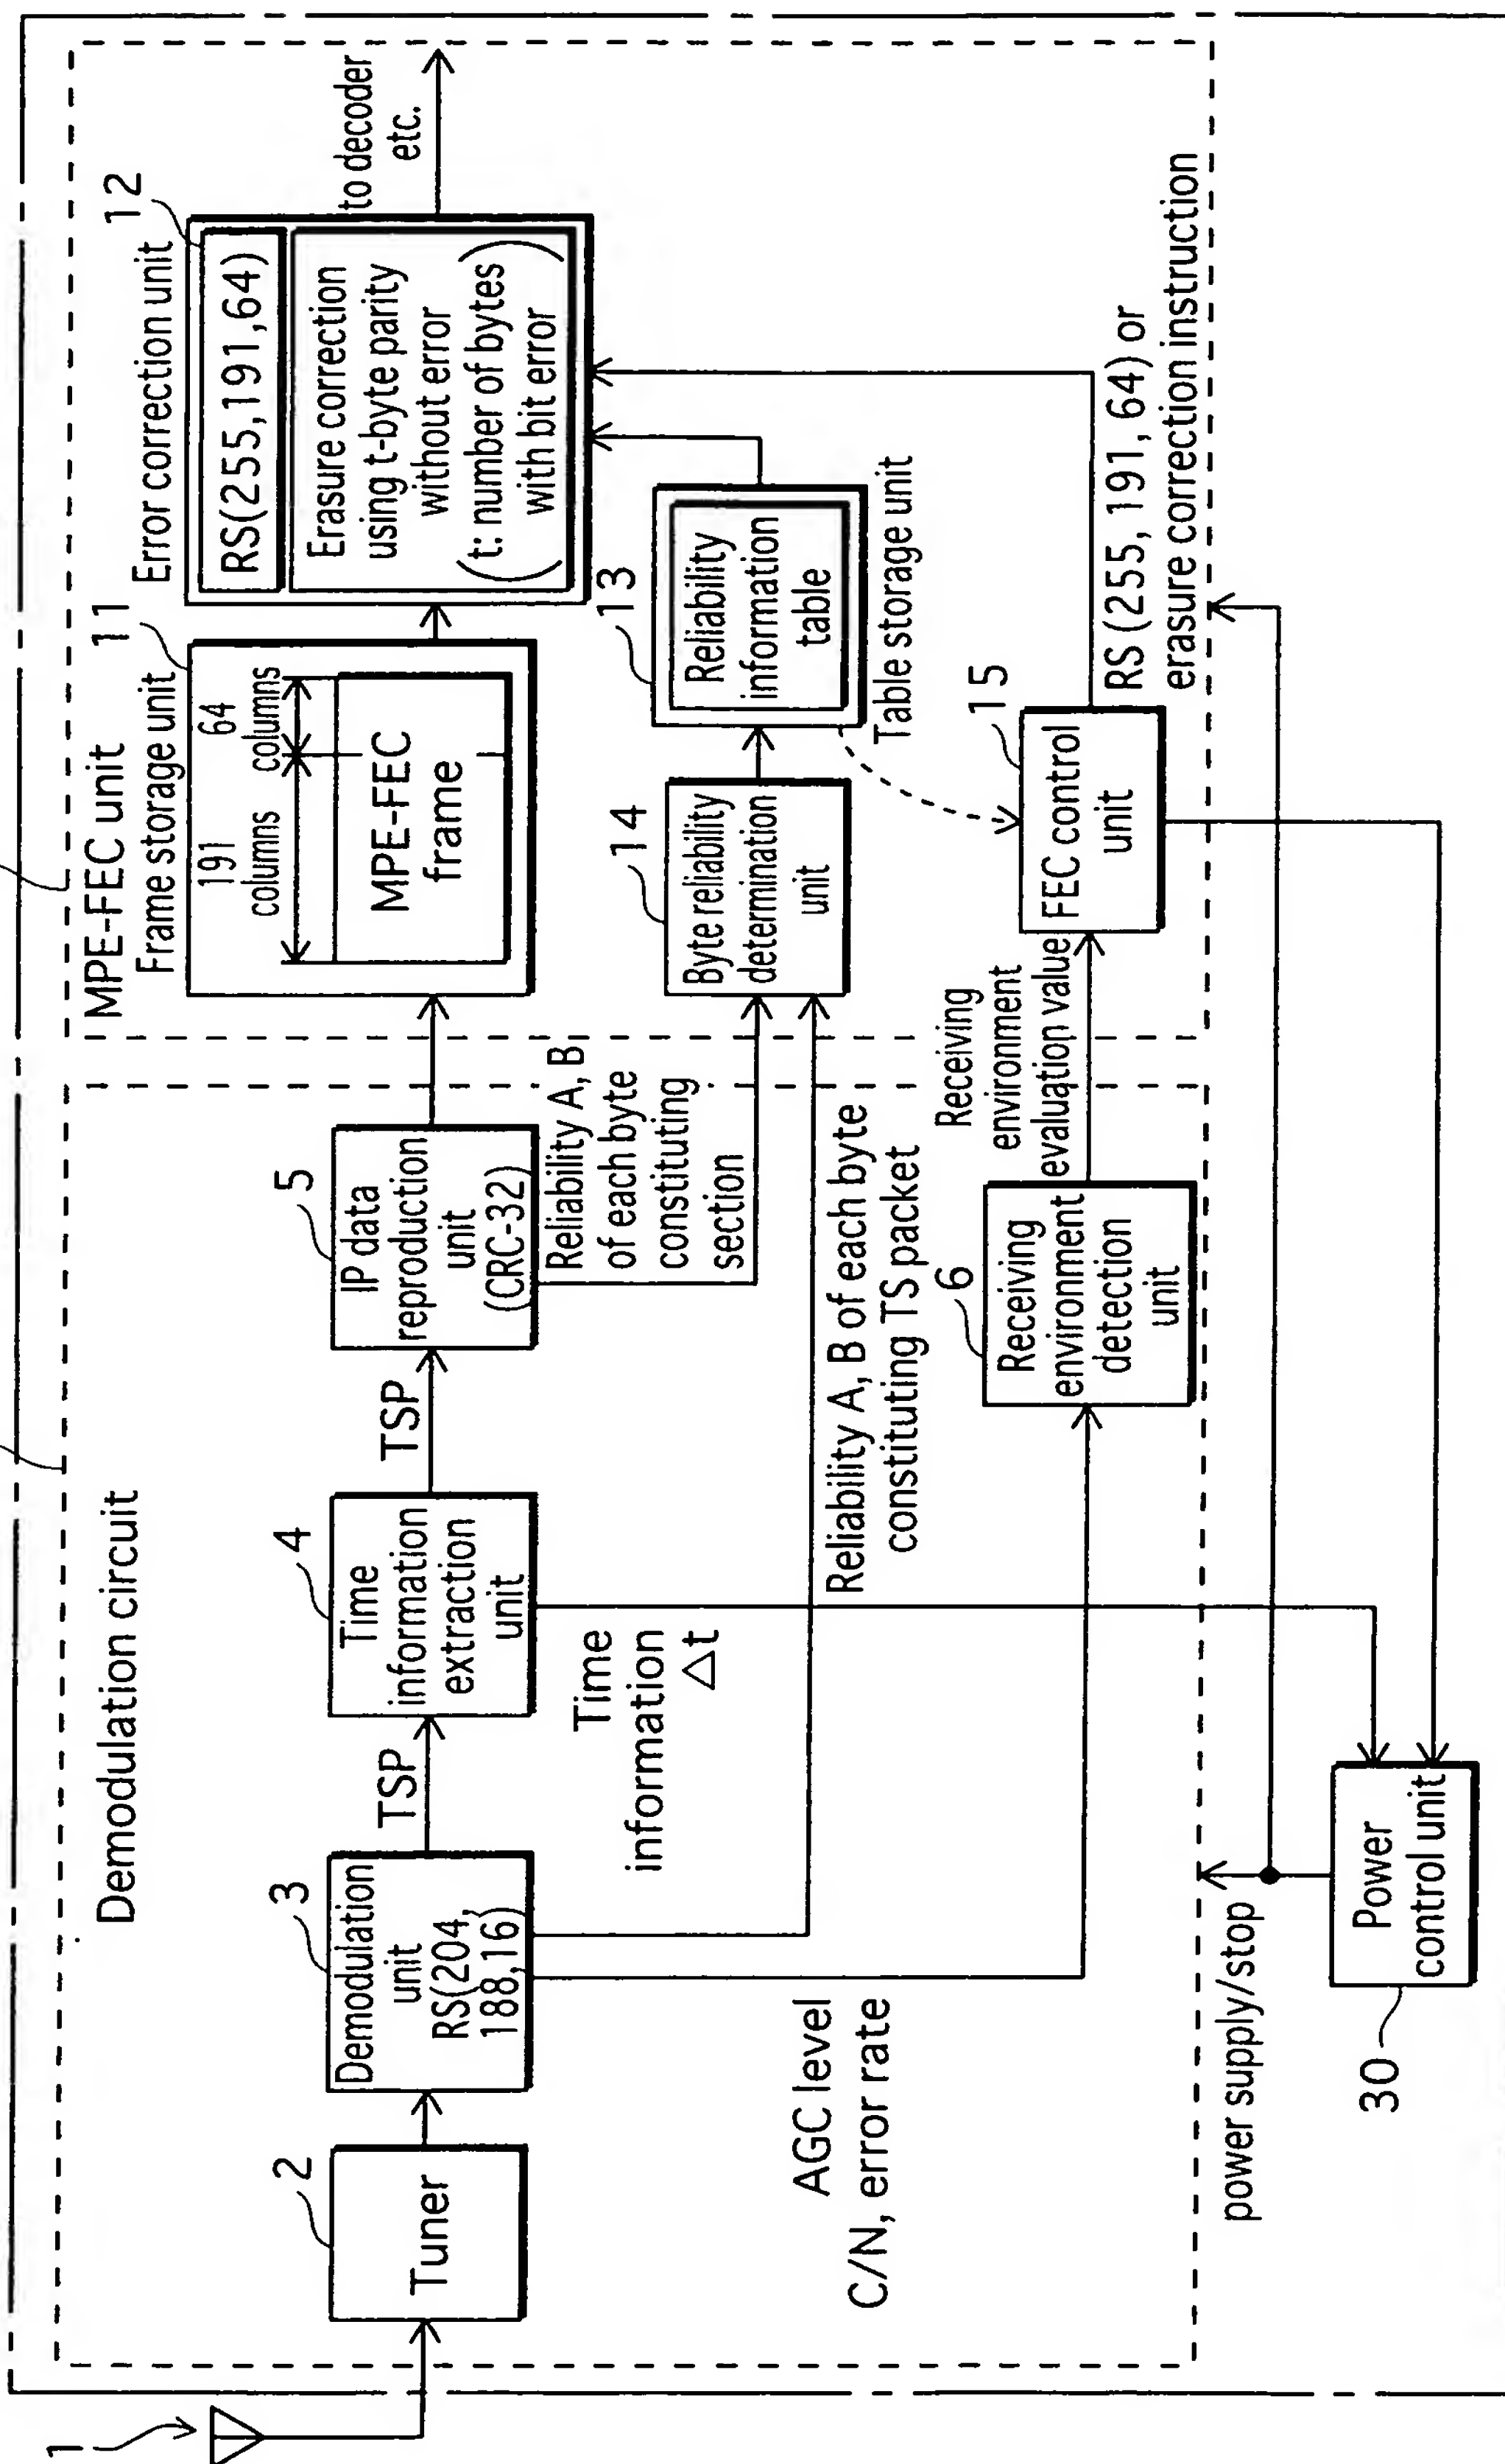 1
Demodulation circuit
2
Tuner
3
Demodulation
unit
RS(204,
188,16)
TSP
4
Time
information
extraction
unit
TSP
5
IP data
reproduction
unit
(CRC-32)
Time
information
△t
AGC level
C/N, error rate
Reliability A, B
of each byte
constituting
section
Reliability A, B of each byte
constituting TS packet
6
Receiving
environment
detection
unit
Receiving
environment
evaluation value
MPE-FEC unit
Frame storage unit
11
191
columns
64
columns
MPE-FEC
frame
Error correction unit
12
RS(255,191,64)
Erasure correction
using t-byte parity
without error
(t: number of bytes
with bit error)
to decoder
etc.
14
Byte reliability
determination
unit
13
Reliability
information
table
Table storage unit
15
FEC control
unit
RS (255, 191, 64) or
erasure correction instruction
power supply/stop
Power
control unit
30